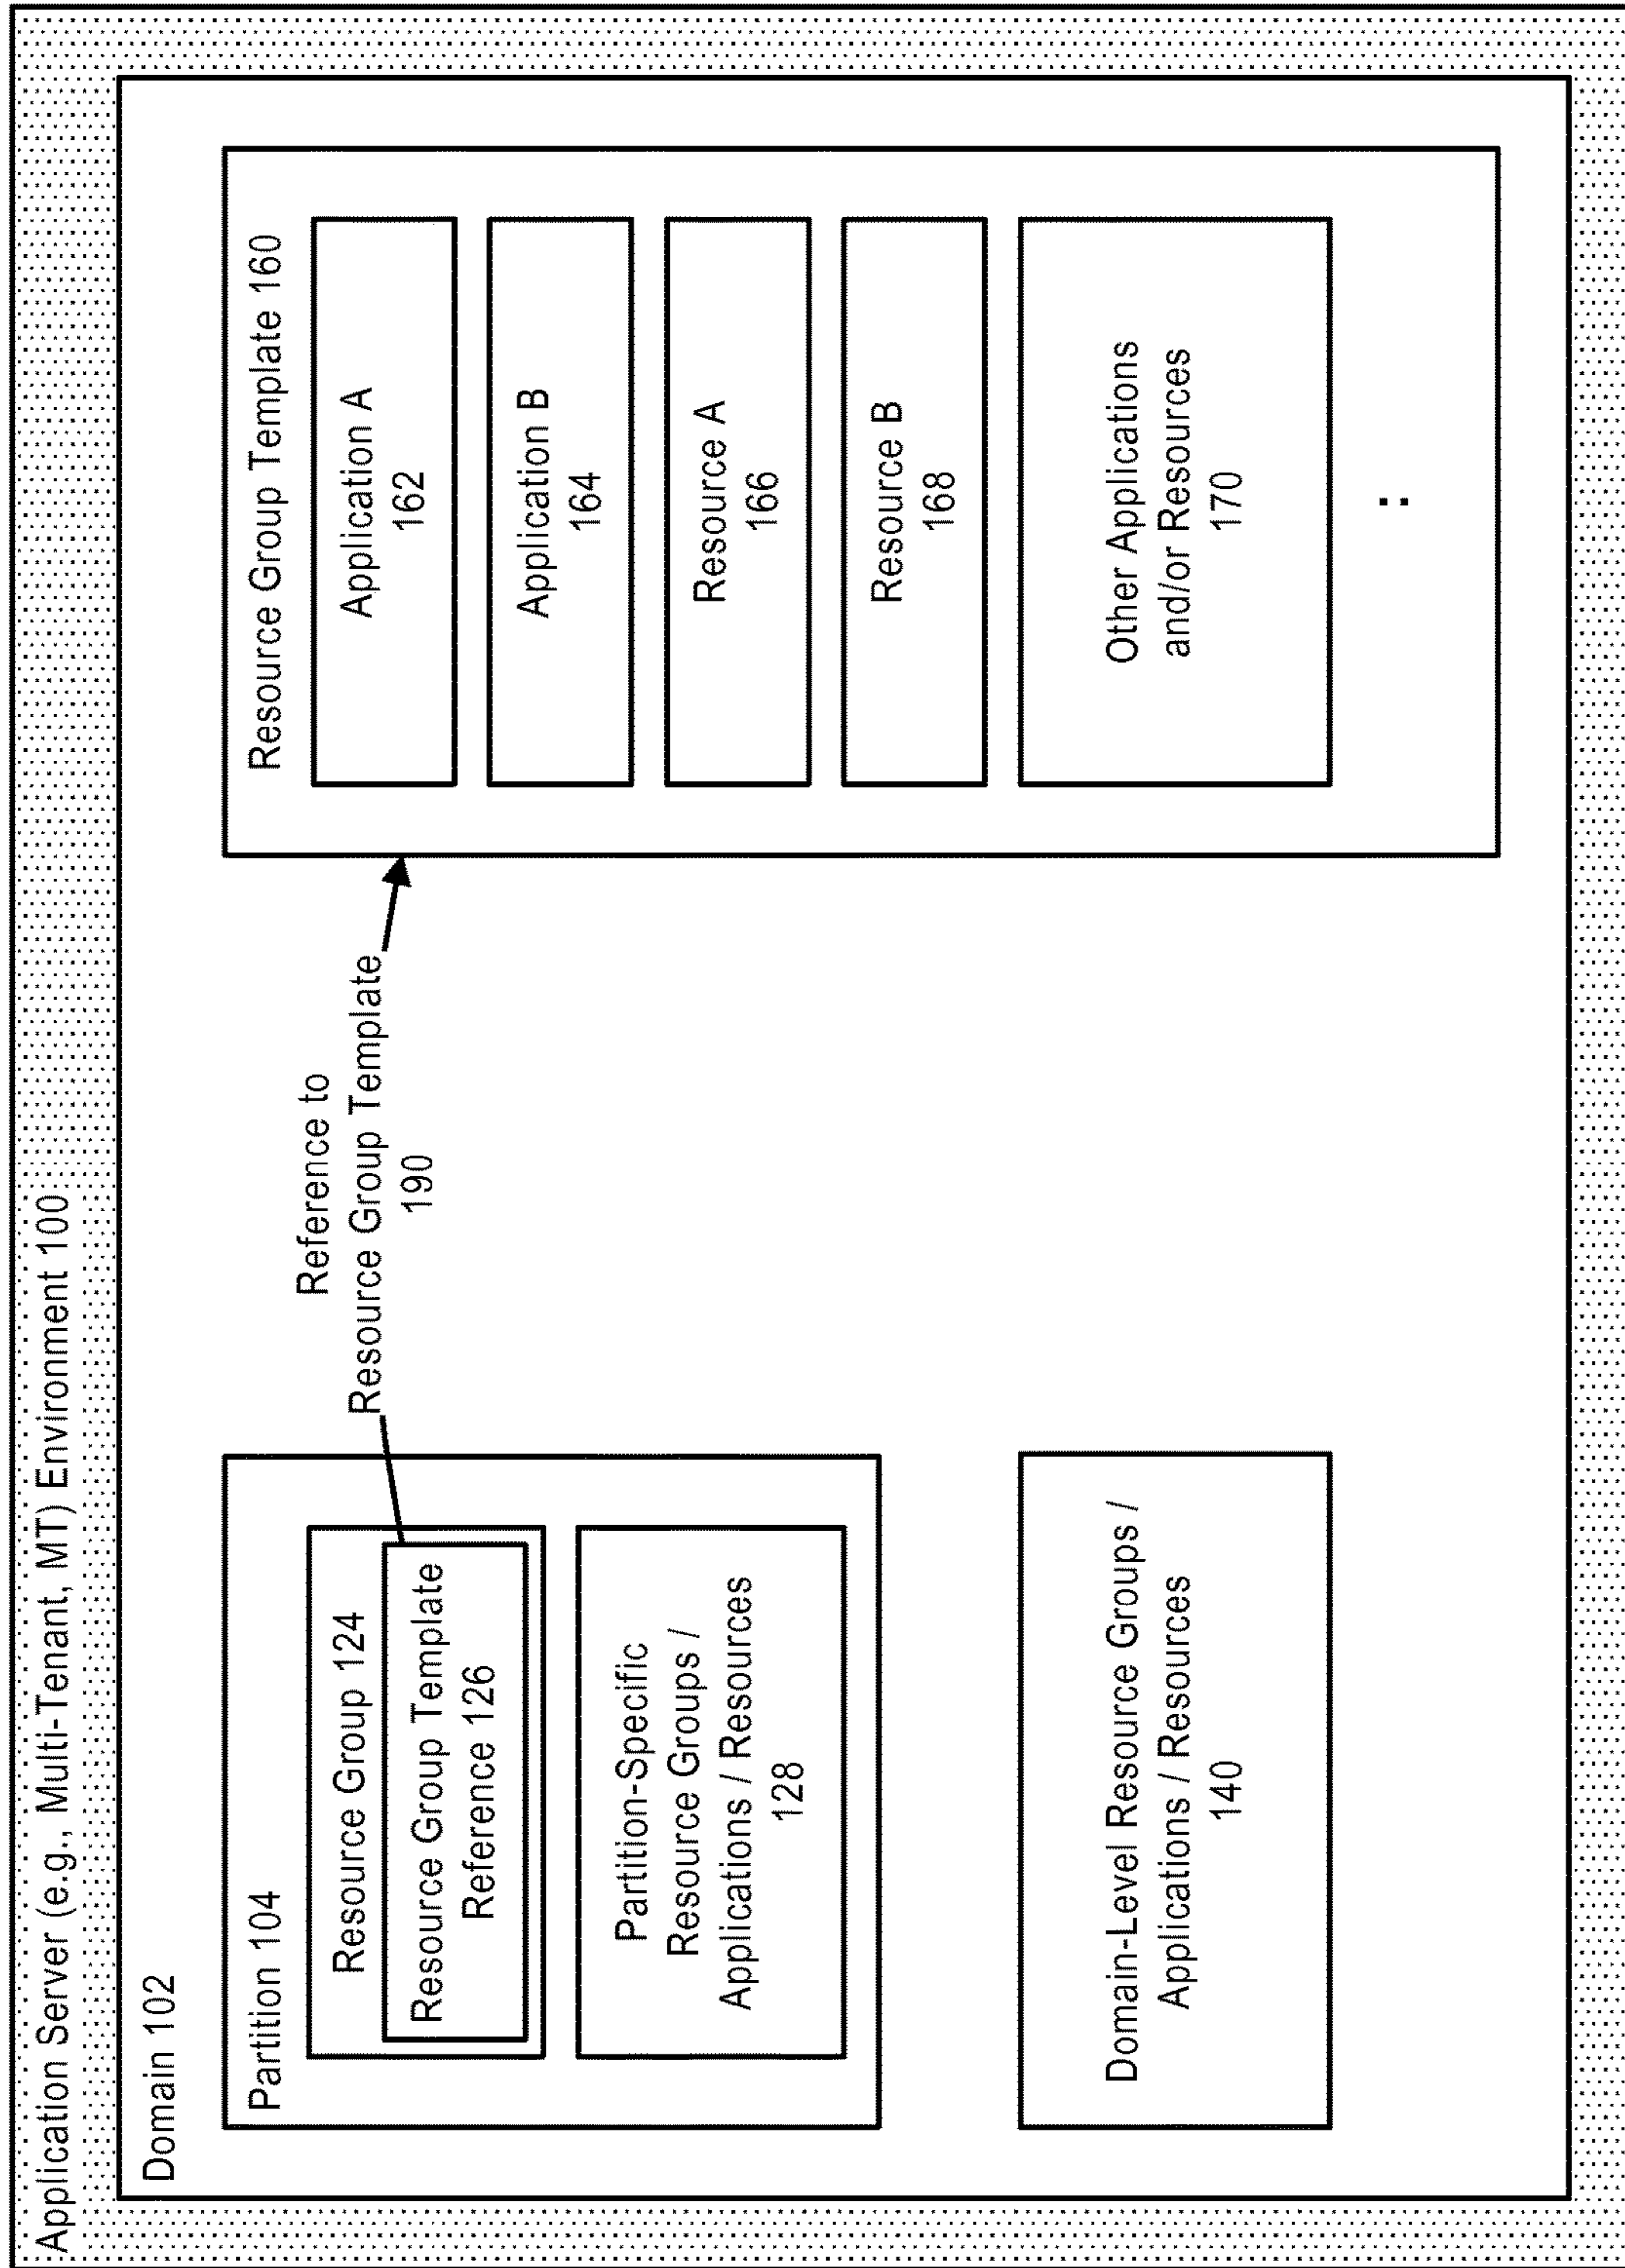 Application Server (e.g., Multi-Tenant, MT) Environment 100
Domain 102
Partition 104
Resource Group 124
Resource Group Template
Reference 126
Partition-Specific
Resource Groups /
Applications / Resources
128
Domain-Level Resource Groups /
Applications / Resources
140
Reference to
Resource Group Template
190
Resource Group Template 160
Application A
162
Application B
164
Resource A
166
Resource B
168
Other Applications
and/or Resources
170